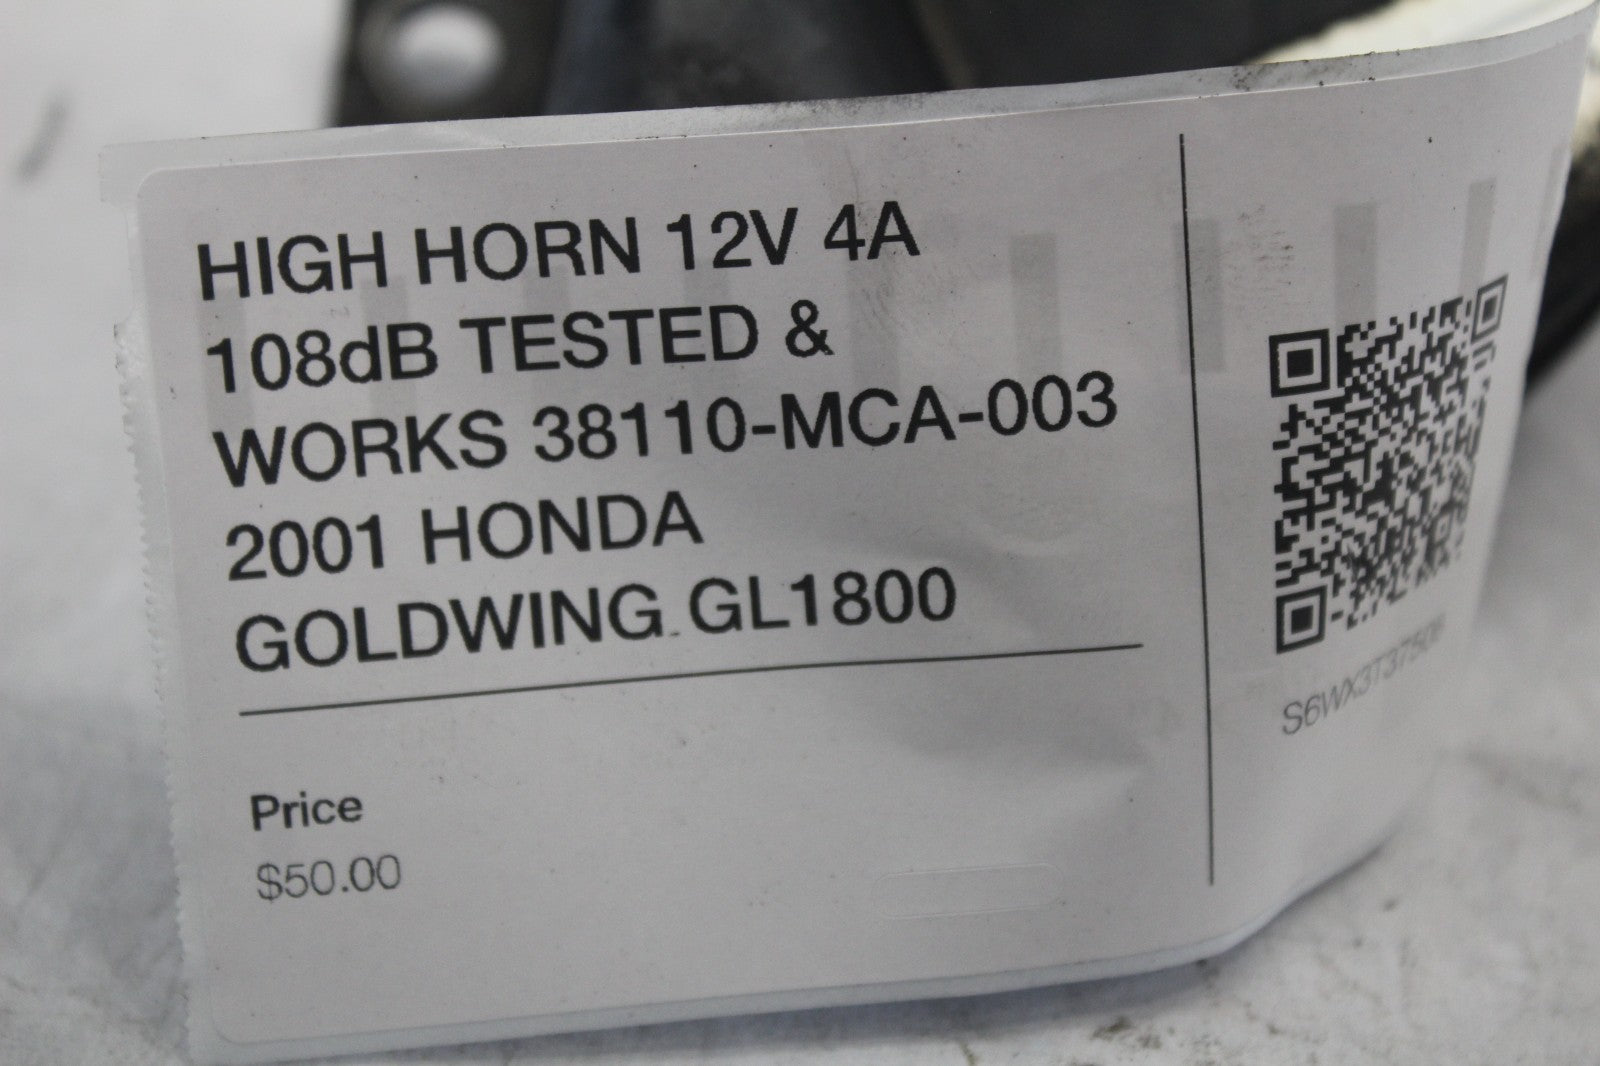 HIGH HORN 12V 4A
108dB TESTED &
WORKS 38110-MCA-003
2001 HONDA
GOLDWING GL1800
Price
$50.00